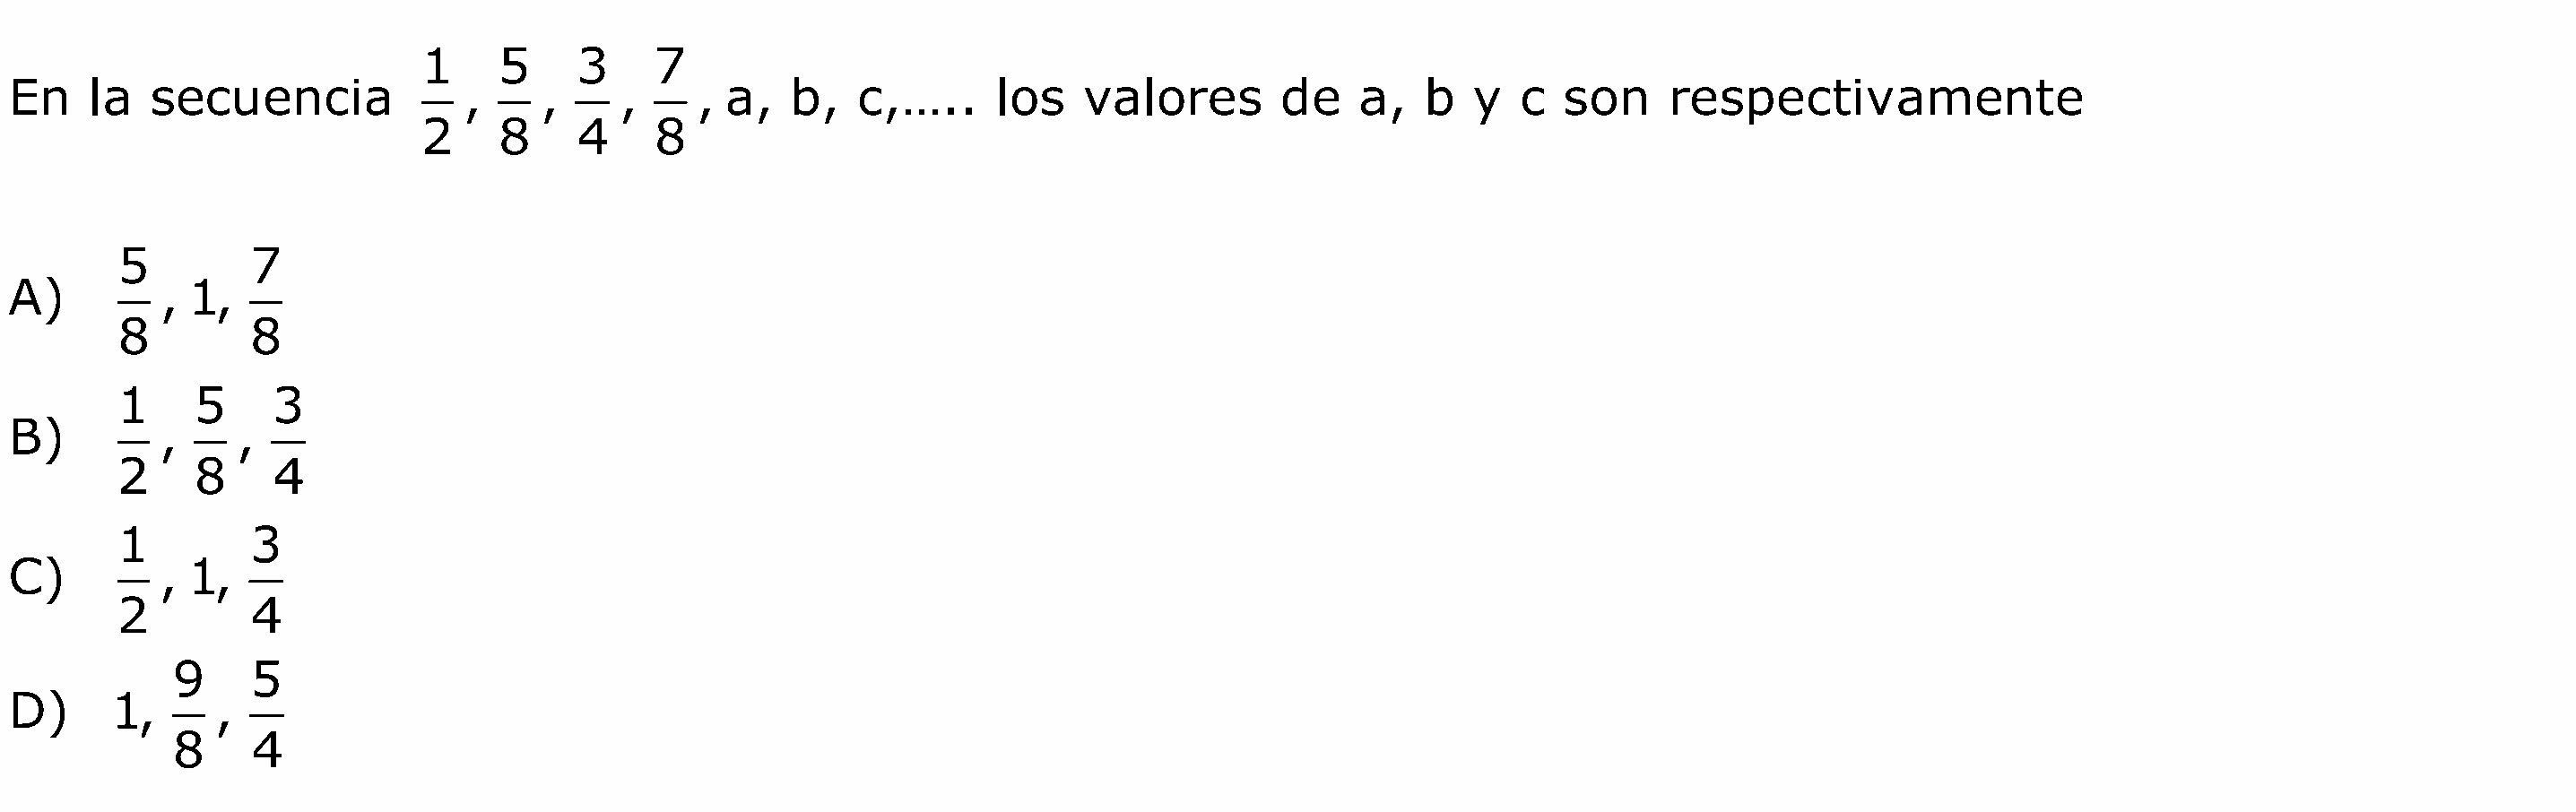 En la secuencia 1/2, 5/8, 3/4, 7/8, a, b, c,..... los valores de a, b y c son respectivamente
A) 5/8, 1, 7/8
B) 1/2, 5/8, 3/4
C) 1/2, 1, 3/4
D) 1, 9/8, 5/4